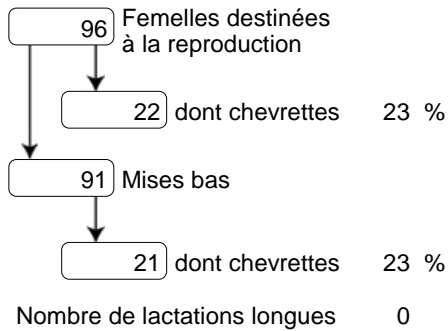 96 Femelles destinées
à la reproduction
22 dont chevrettes 23 %
91 Mises bas
21 dont chevrettes 23 %
Nombre de lactations longues 0